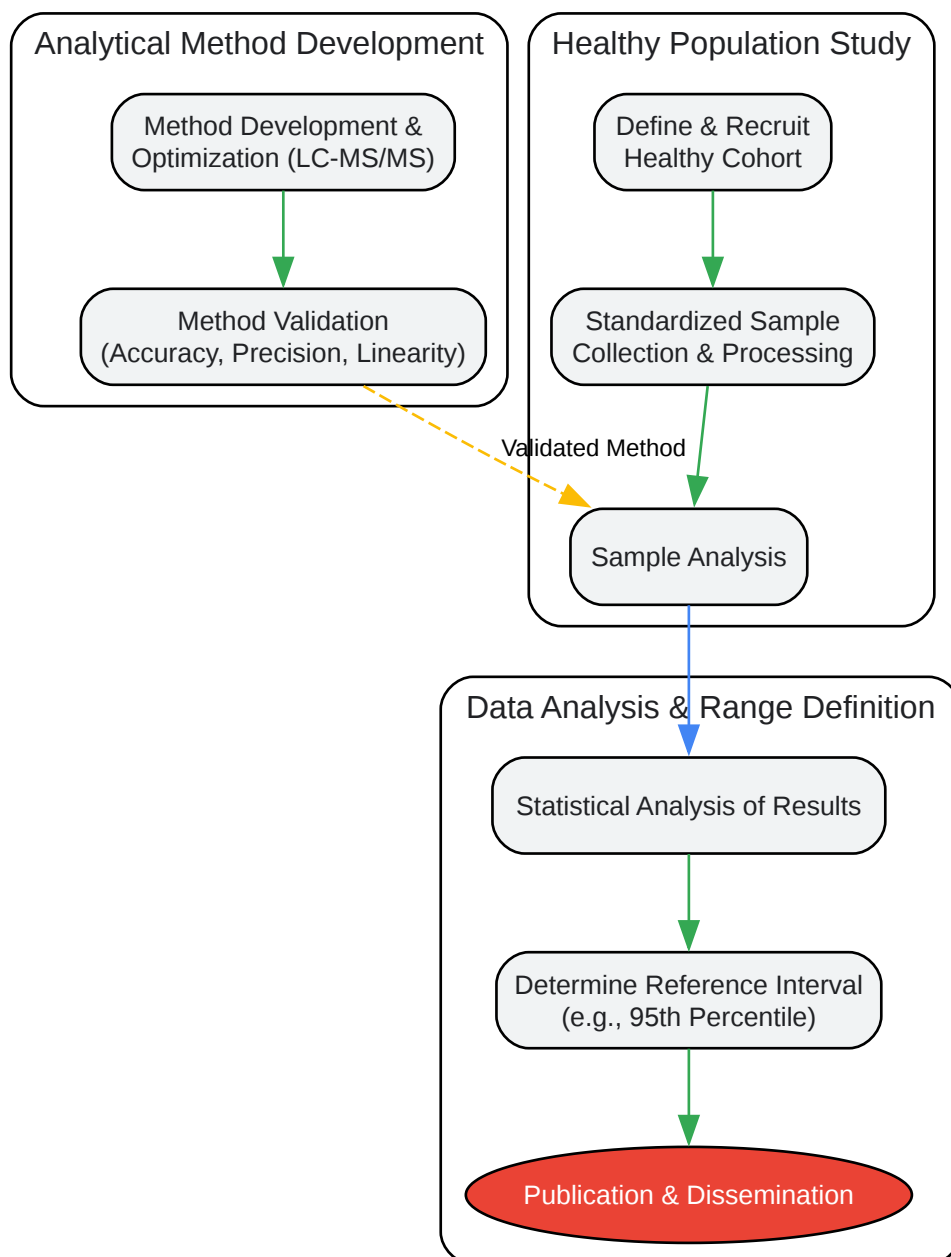 Analytical Method Development
Method Development &
Optimization (LC-MS/MS)
Method Validation
(Accuracy, Precision, Linearity)
Healthy Population Study
Define & Recruit
Healthy Cohort
Standardized Sample
Collection & Processing
Validated Method
Sample Analysis
Data Analysis & Range Definition
Statistical Analysis of Results
Determine Reference Interval
(e.g., 95th Percentile)
Publication & Dissemination